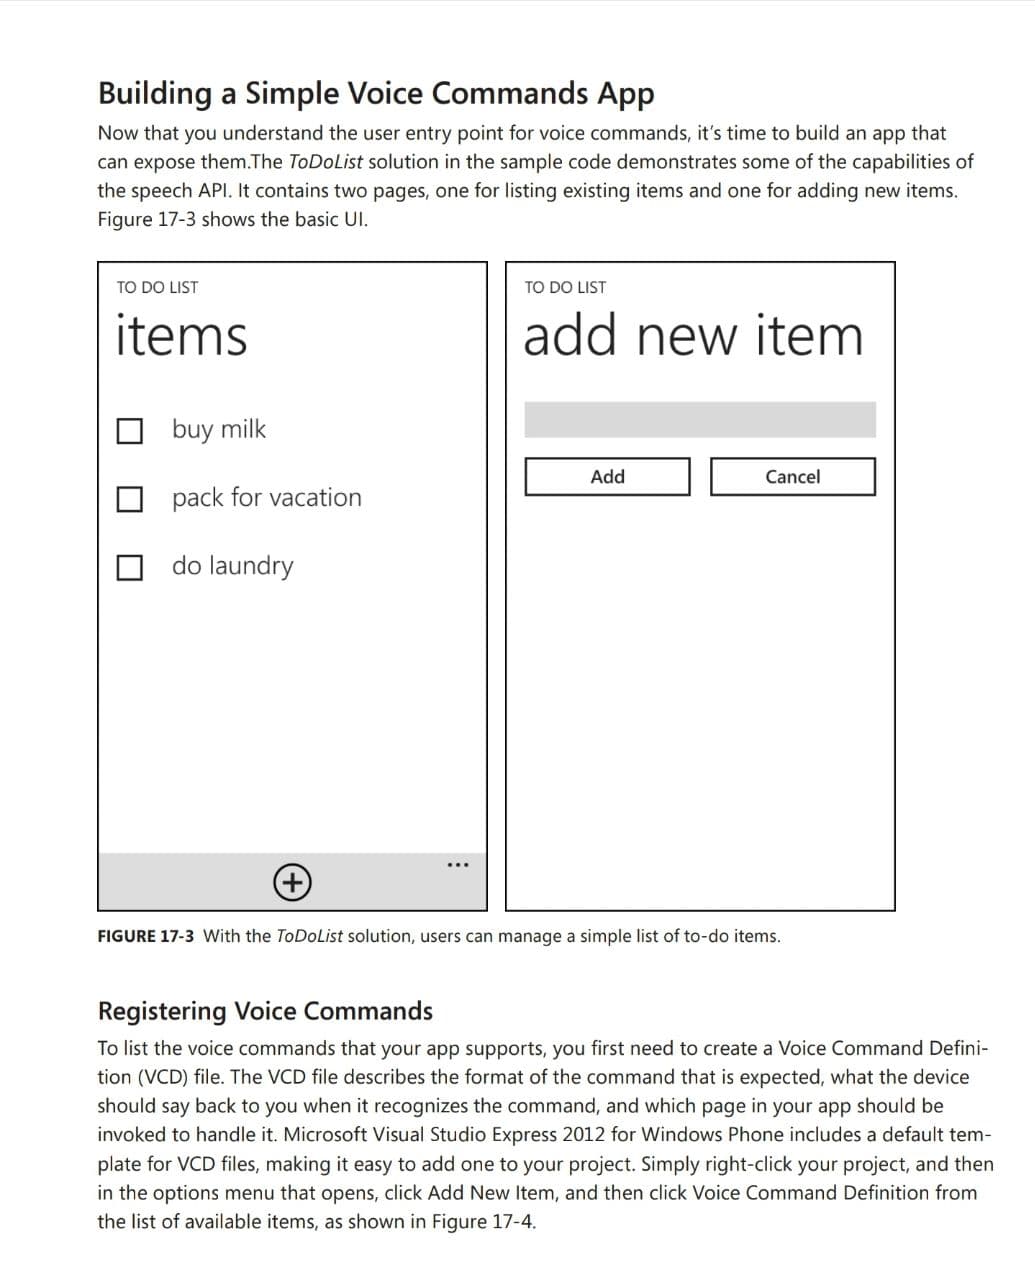 Building a Simple Voice Commands App
Now that you understand the user entry point for voice commands, it's time to build an app that
can expose them.The ToDoList solution in the sample code demonstrates some of the capabilities of
the speech API. It contains two pages, one for listing existing items and one for adding new items.
Figure 17-3 shows the basic UI.
TO DO LIST
items
buy milk
pack for vacation
do laundry
...
TO DO LIST
add new item
Add
Cancel
FIGURE 17-3 With the ToDoList solution, users can manage a simple list of to-do items.
Registering Voice Commands
To list the voice commands that your app supports, you first need to create a Voice Command Defini-
tion (VCD) file. The VCD file describes the format of the command that is expected, what the device
should say back to you when it recognizes the command, and which page in your app should be
invoked to handle it. Microsoft Visual Studio Express 2012 for Windows Phone includes a default tem-
plate for VCD files, making it easy to add one to your project. Simply right-click your project, and then
in the options menu that opens, click Add New Item, and then click Voice Command Definition from
the list of available items, as shown in Figure 17-4.